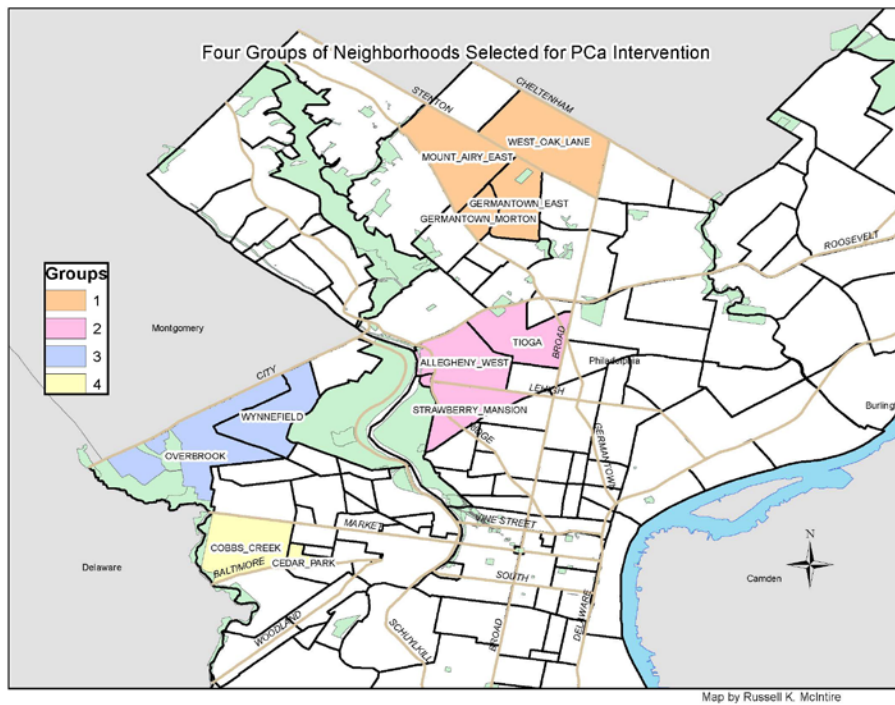 Four Groups of Neighborhoods Selected for PCa Intervention
STENTON
CHELTENHAM
WEST_OAK_LANE
MOUNT_AIRY_EAST
GERMANTOWN_EAST
GERMANTOWN_MORTON
ROOSEVELT
Groups
1
2
3
4
Montgomery
TIOGA
BROAD
Philadelphia
ALLEGHENY_WEST
CITY
LEHIGH
WYNNEFIELD
STRAWBERRY_MANSION
Burling
RIDGE
GERMANTOWN
OVERBROOK
VINE STREET
MARKET
COBBS_CREEK
CEDAR_PARK
BALTIMORE
Delaware
SOUTH
N
Camden
WOODLAND
SCHUYLKILL
BROAD
DELAWARE
Map by Russell K. McIntire